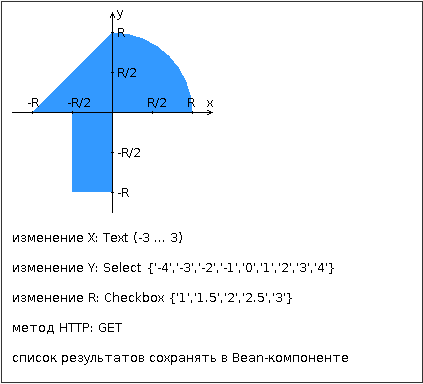 y
R
R/2
-R -R/2 R/2 R x
-R/2
-R
изменение X: Text (-3 ... 3)
изменение Y: Select {'-4','-3','-2','-1','0','1','2','3','4'}
изменение R: Checkbox {'1','1.5','2','2.5','3'}
метод HTTP: GET
список результатов сохранять в Bean-компоненте